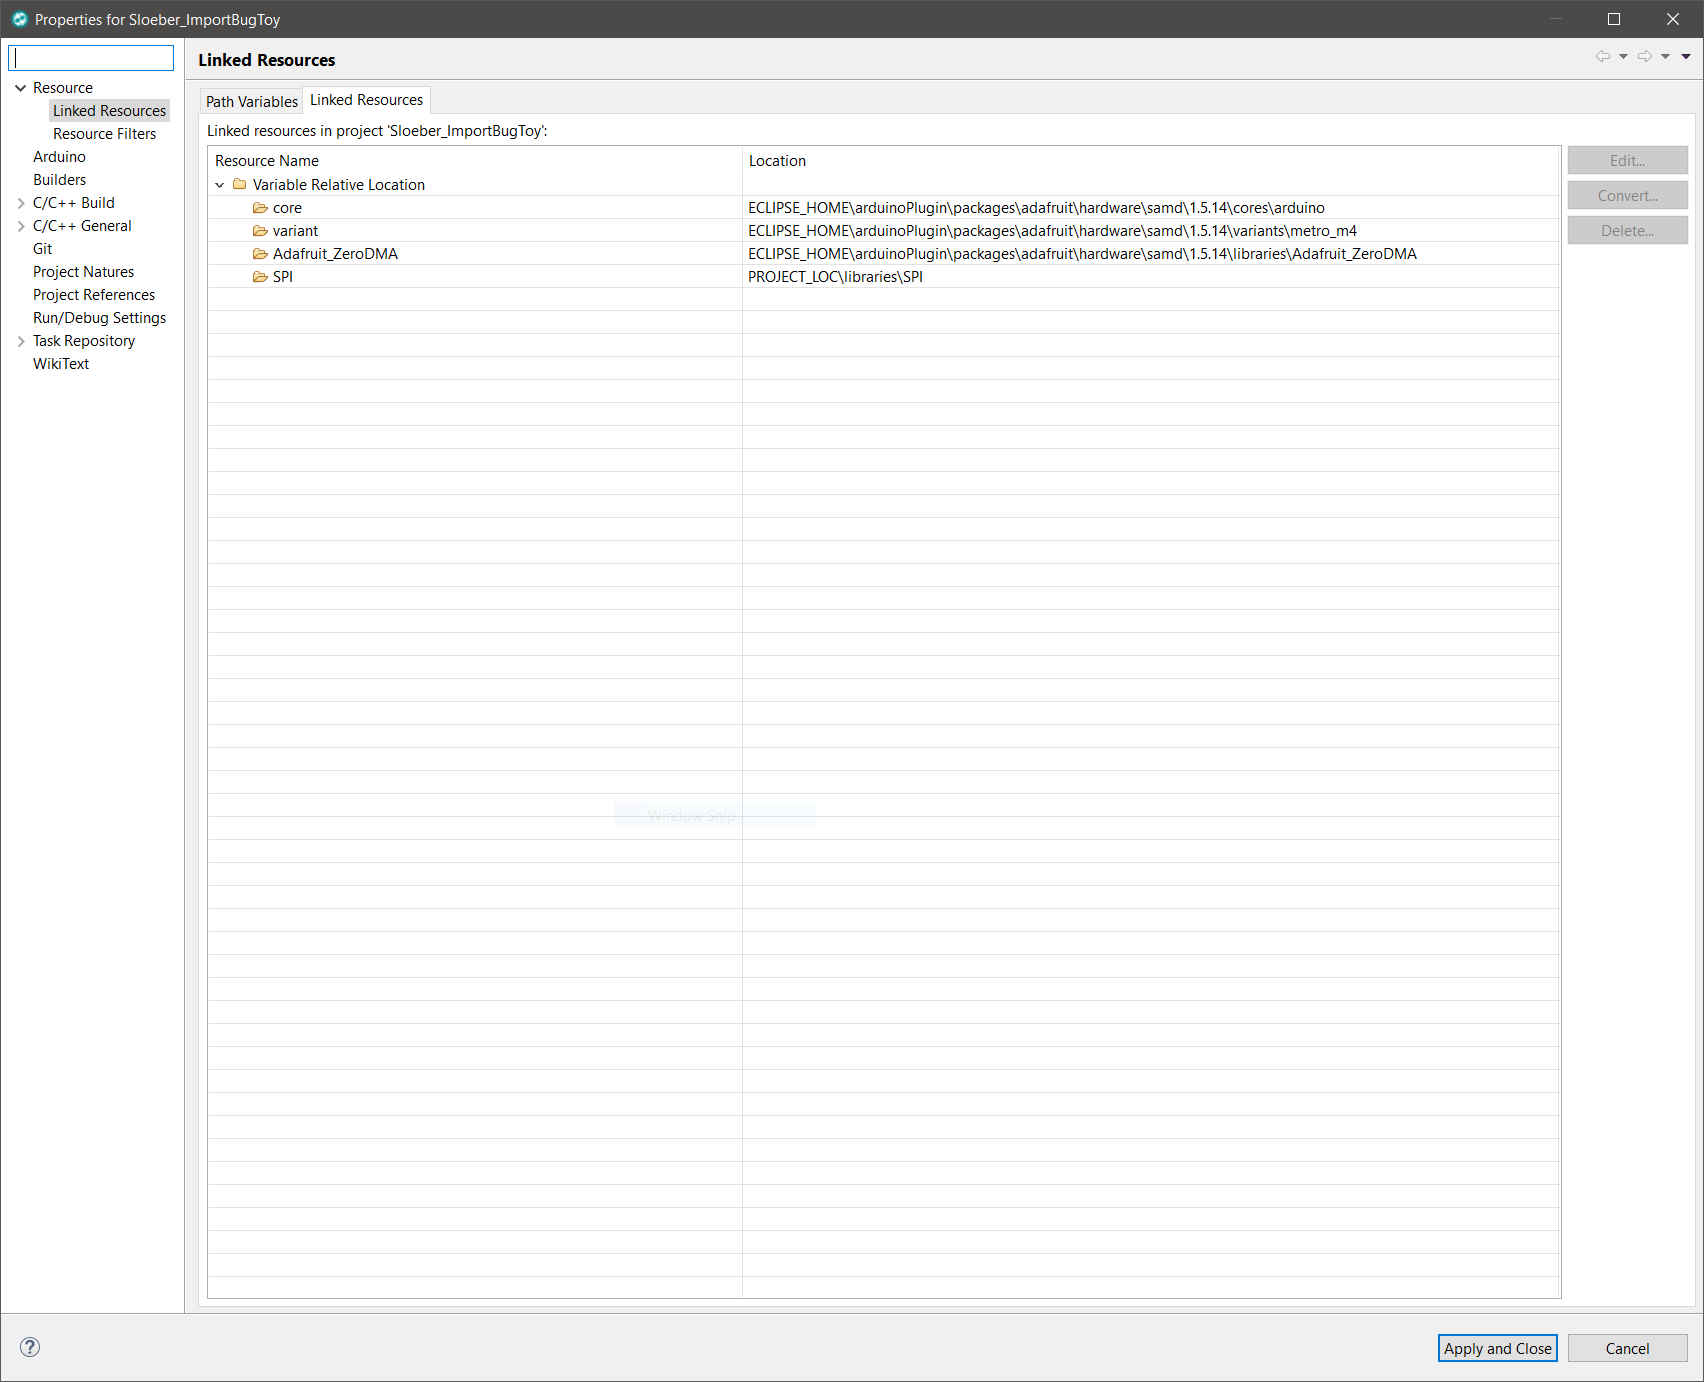 Properties for Sloeber_ImportBugToy
Linked Resources
Resource
Linked Resources
Resource Filters
Arduino
Builders
C/C++ Build
C/C++ General
Git
Project Natures
Project References
Run/Debug Settings
Task Repository
WikiText
Path Variables
Linked Resources
Linked resources in project 'Sloeber_ImportBugToy':
Resource Name Location
Variable Relative Location
core ECLIPSE_HOME\arduinoPlugin\packages\adafruit\hardware\samd\1.5.14\cores\arduino
variant ECLIPSE_HOME\arduinoPlugin\packages\adafruit\hardware\samd\1.5.14\variants\metro_m4
Adafruit_ZeroDMA ECLIPSE_HOME\arduinoPlugin\packages\adafruit\hardware\samd\1.5.14\libraries\Adafruit_ZeroDMA
SPI PROJECT_LOC\libraries\SPI
Edit...
Convert...
Delete...
Window Snip
?
Apply and Close
Cancel